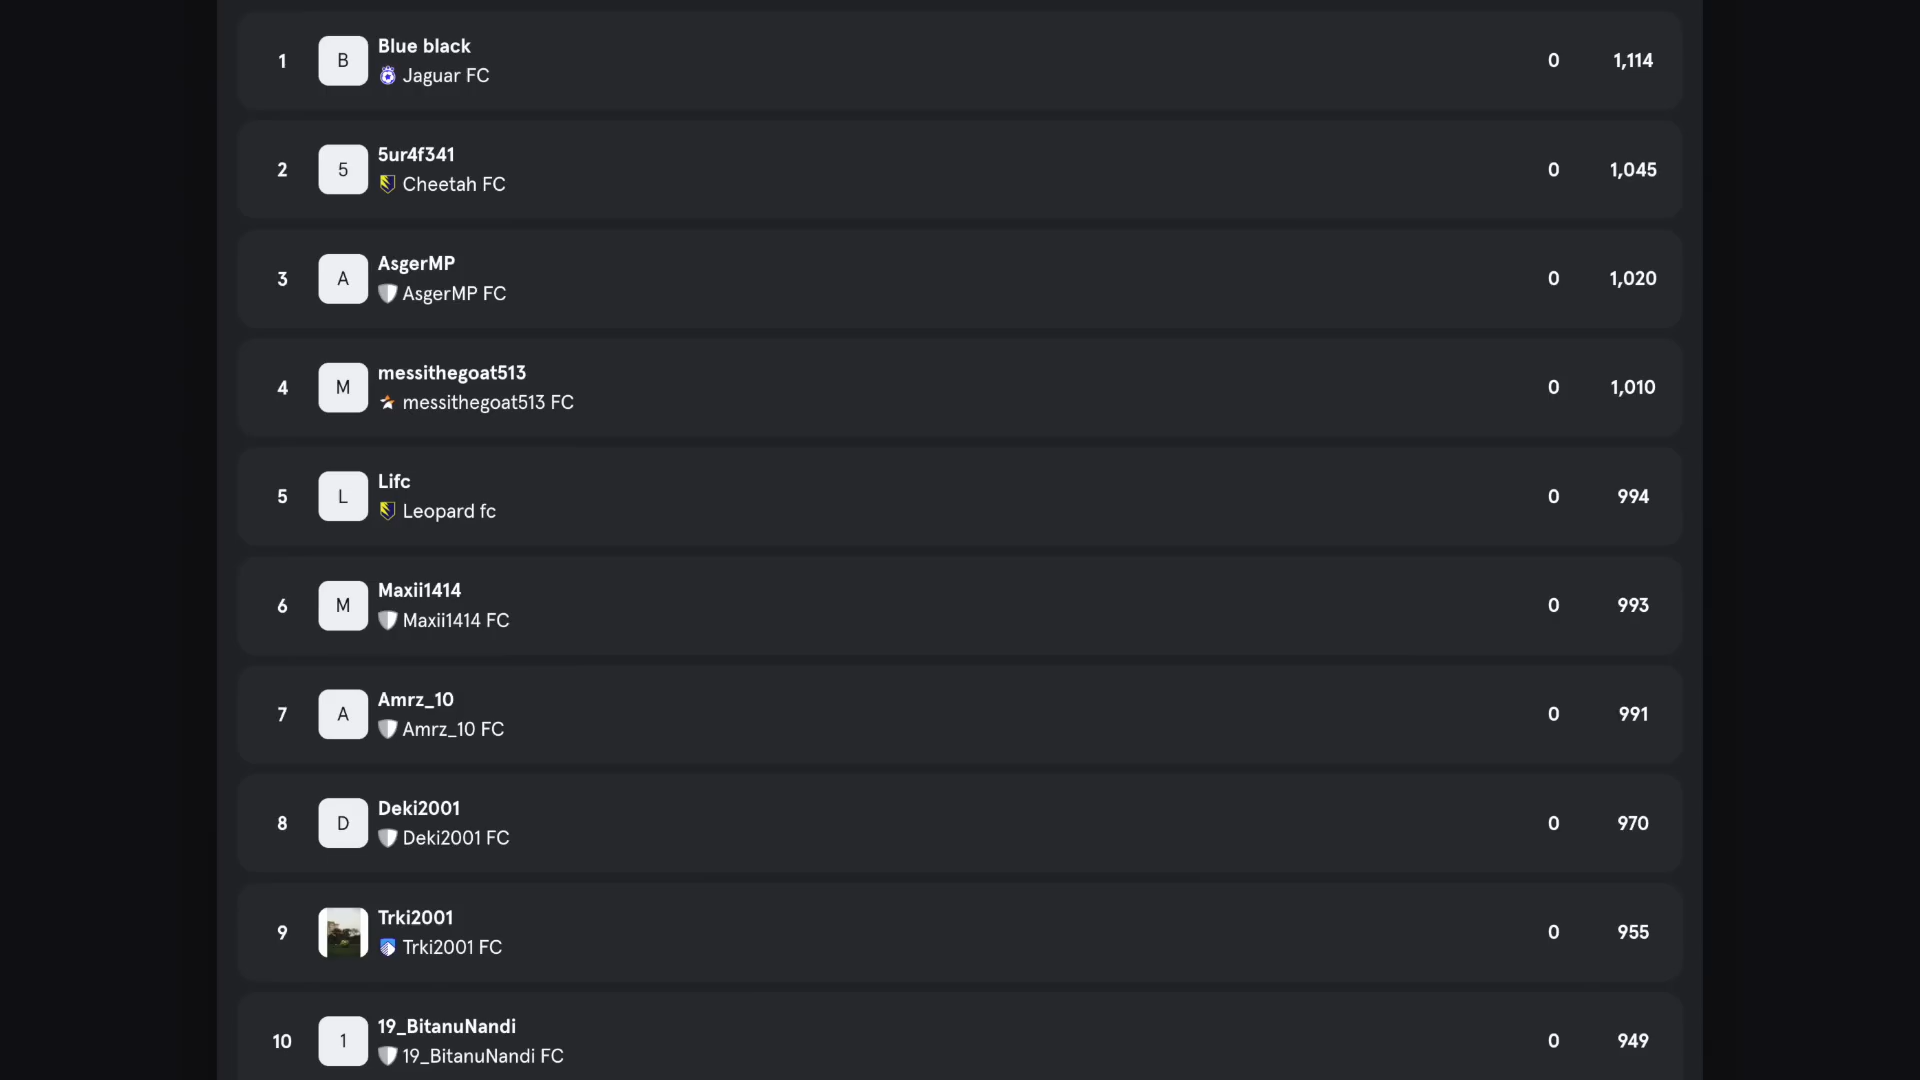 1 B Blue black 0 1,114
Jaguar FC
2 5 5ur4f341 0 1,045
Cheetah FC
3 A AsgerMP 0 1,020
AsgerMP FC
4 M messithegoat513 0 1,010
messithegoat513 FC
5 L Lifc 0 994
Leopard fc
6 M Maxii1414 0 993
Maxii1414 FC
7 A Amrz_10 0 991
Amrz_10 FC
8 D Deki2001 0 970
Deki2001 FC
9 Trki2001 0 955
Trki2001 FC
10 1 19_BitanuNandi 0 949
19_BitanuNandi FC